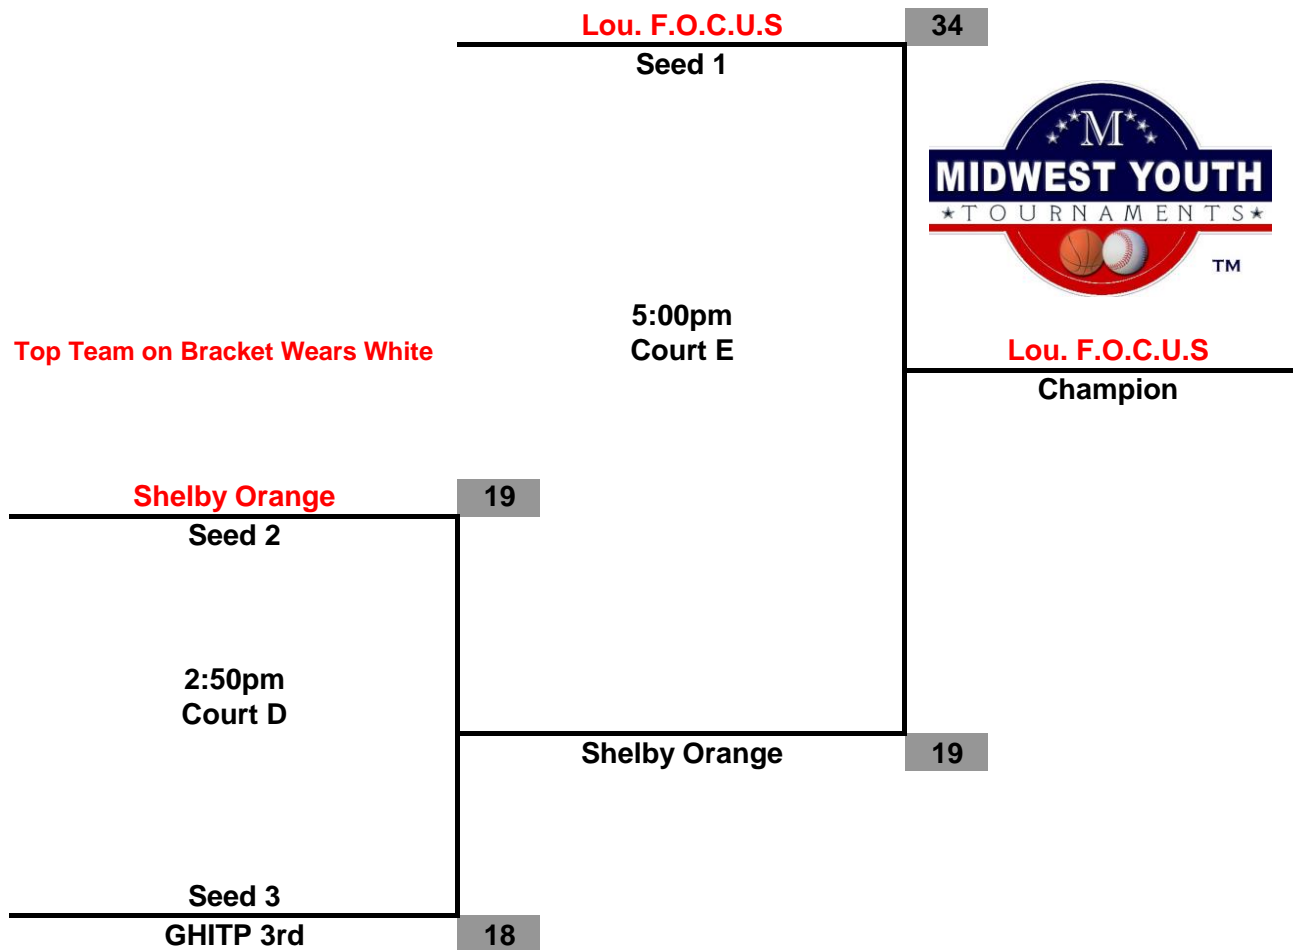 Lou. F.O.C.U.S 34
Seed 1
M
MIDWEST YOUTH
TOURNAMENTS
TM
5:00pm
Top Team on Bracket Wears White Court E Lou. F.O.C.U.S
Champion
Shelby Orange 19
Seed 2
2:50pm
Court D
Shelby Orange 19
Seed 3
GHITP 3rd 18